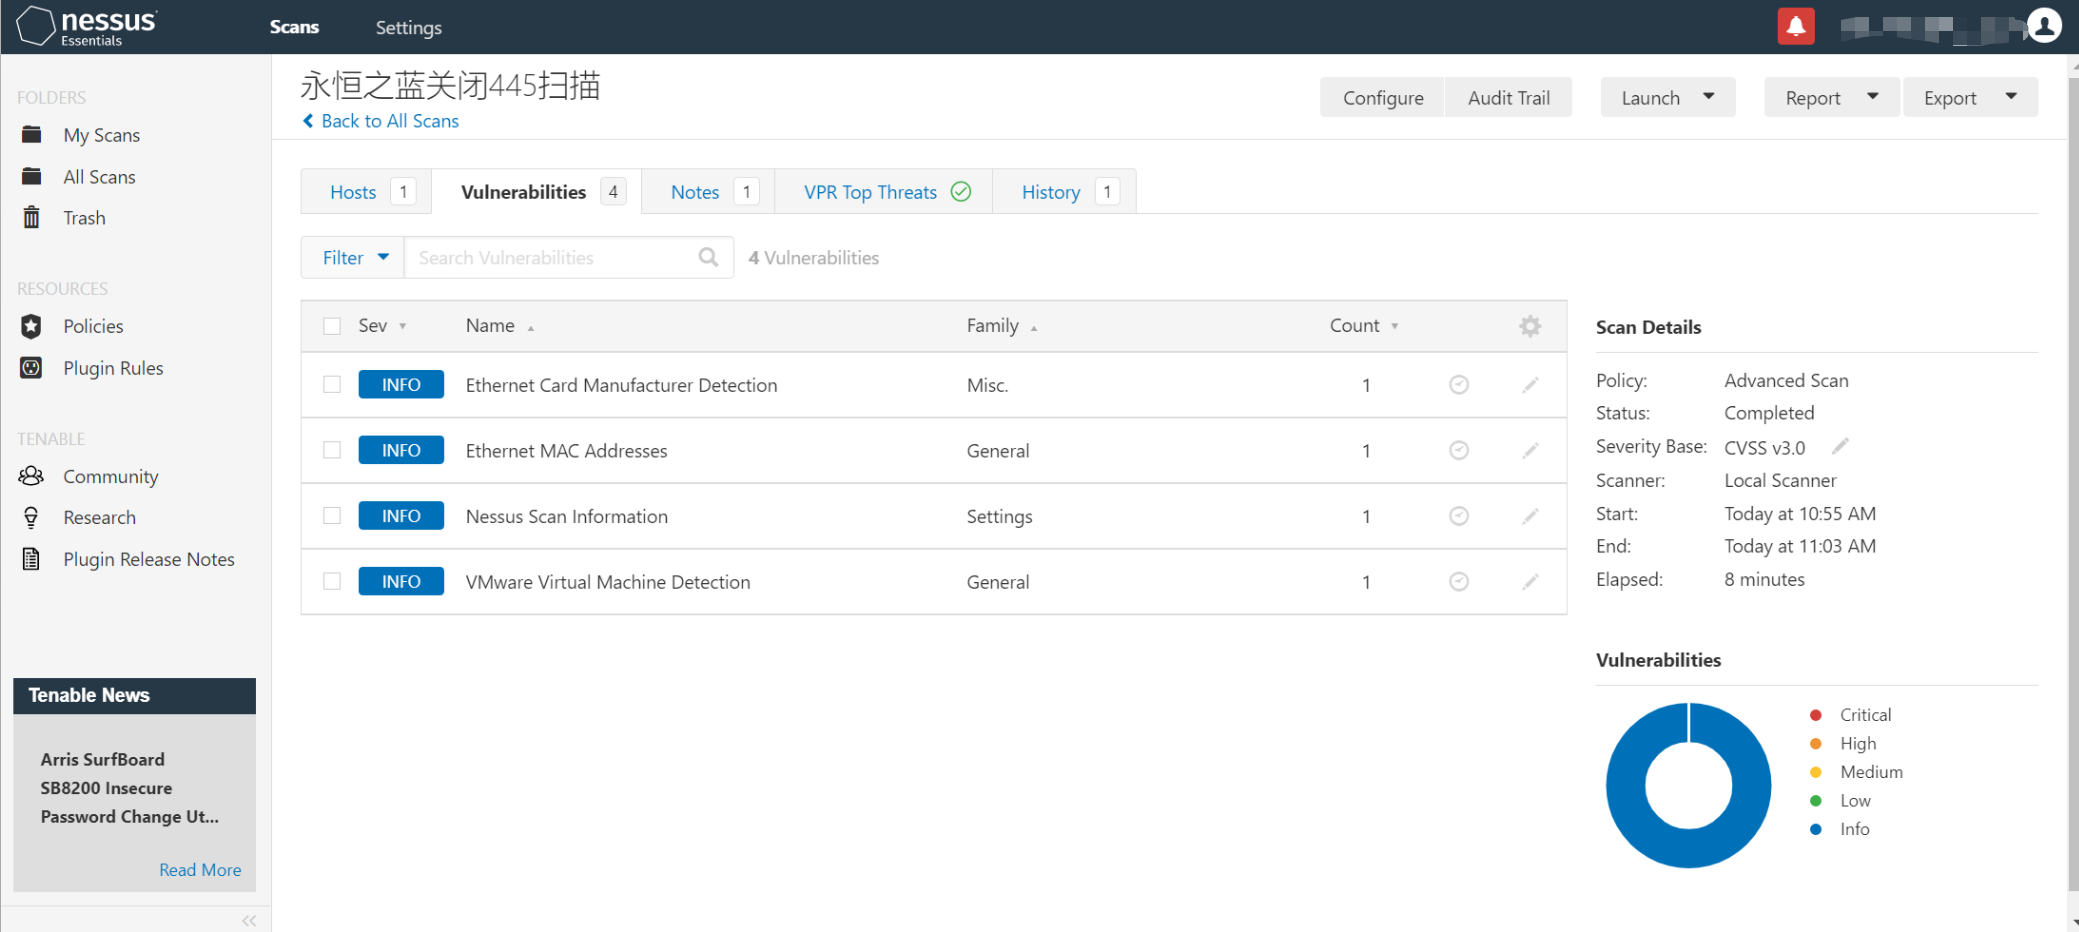 nessus
Essentials
Scans
Settings
FOLDERS
My Scans
All Scans
Trash
RESOURCES
Policies
Plugin Rules
TENABLE
Community
Research
Plugin Release Notes
Tenable News
Arris SurfBoard
SB8200 Insecure
Password Change Ut...
Read More
永恒之蓝关闭445扫描
Back to All Scans
Configure
Audit Trail
Launch
Report
Export
Hosts 1
Vulnerabilities 4
Notes 1
VPR Top Threats
History 1
Filter
Search Vulnerabilities
4 Vulnerabilities
Sev Name Family Count
INFO Ethernet Card Manufacturer Detection Misc. 1
INFO Ethernet MAC Addresses General 1
INFO Nessus Scan Information Settings 1
INFO VMware Virtual Machine Detection General 1
Scan Details
Policy: Advanced Scan
Status: Completed
Severity Base: CVSS v3.0
Scanner: Local Scanner
Start: Today at 10:55 AM
End: Today at 11:03 AM
Elapsed: 8 minutes
Vulnerabilities
Critical
High
Medium
Low
Info